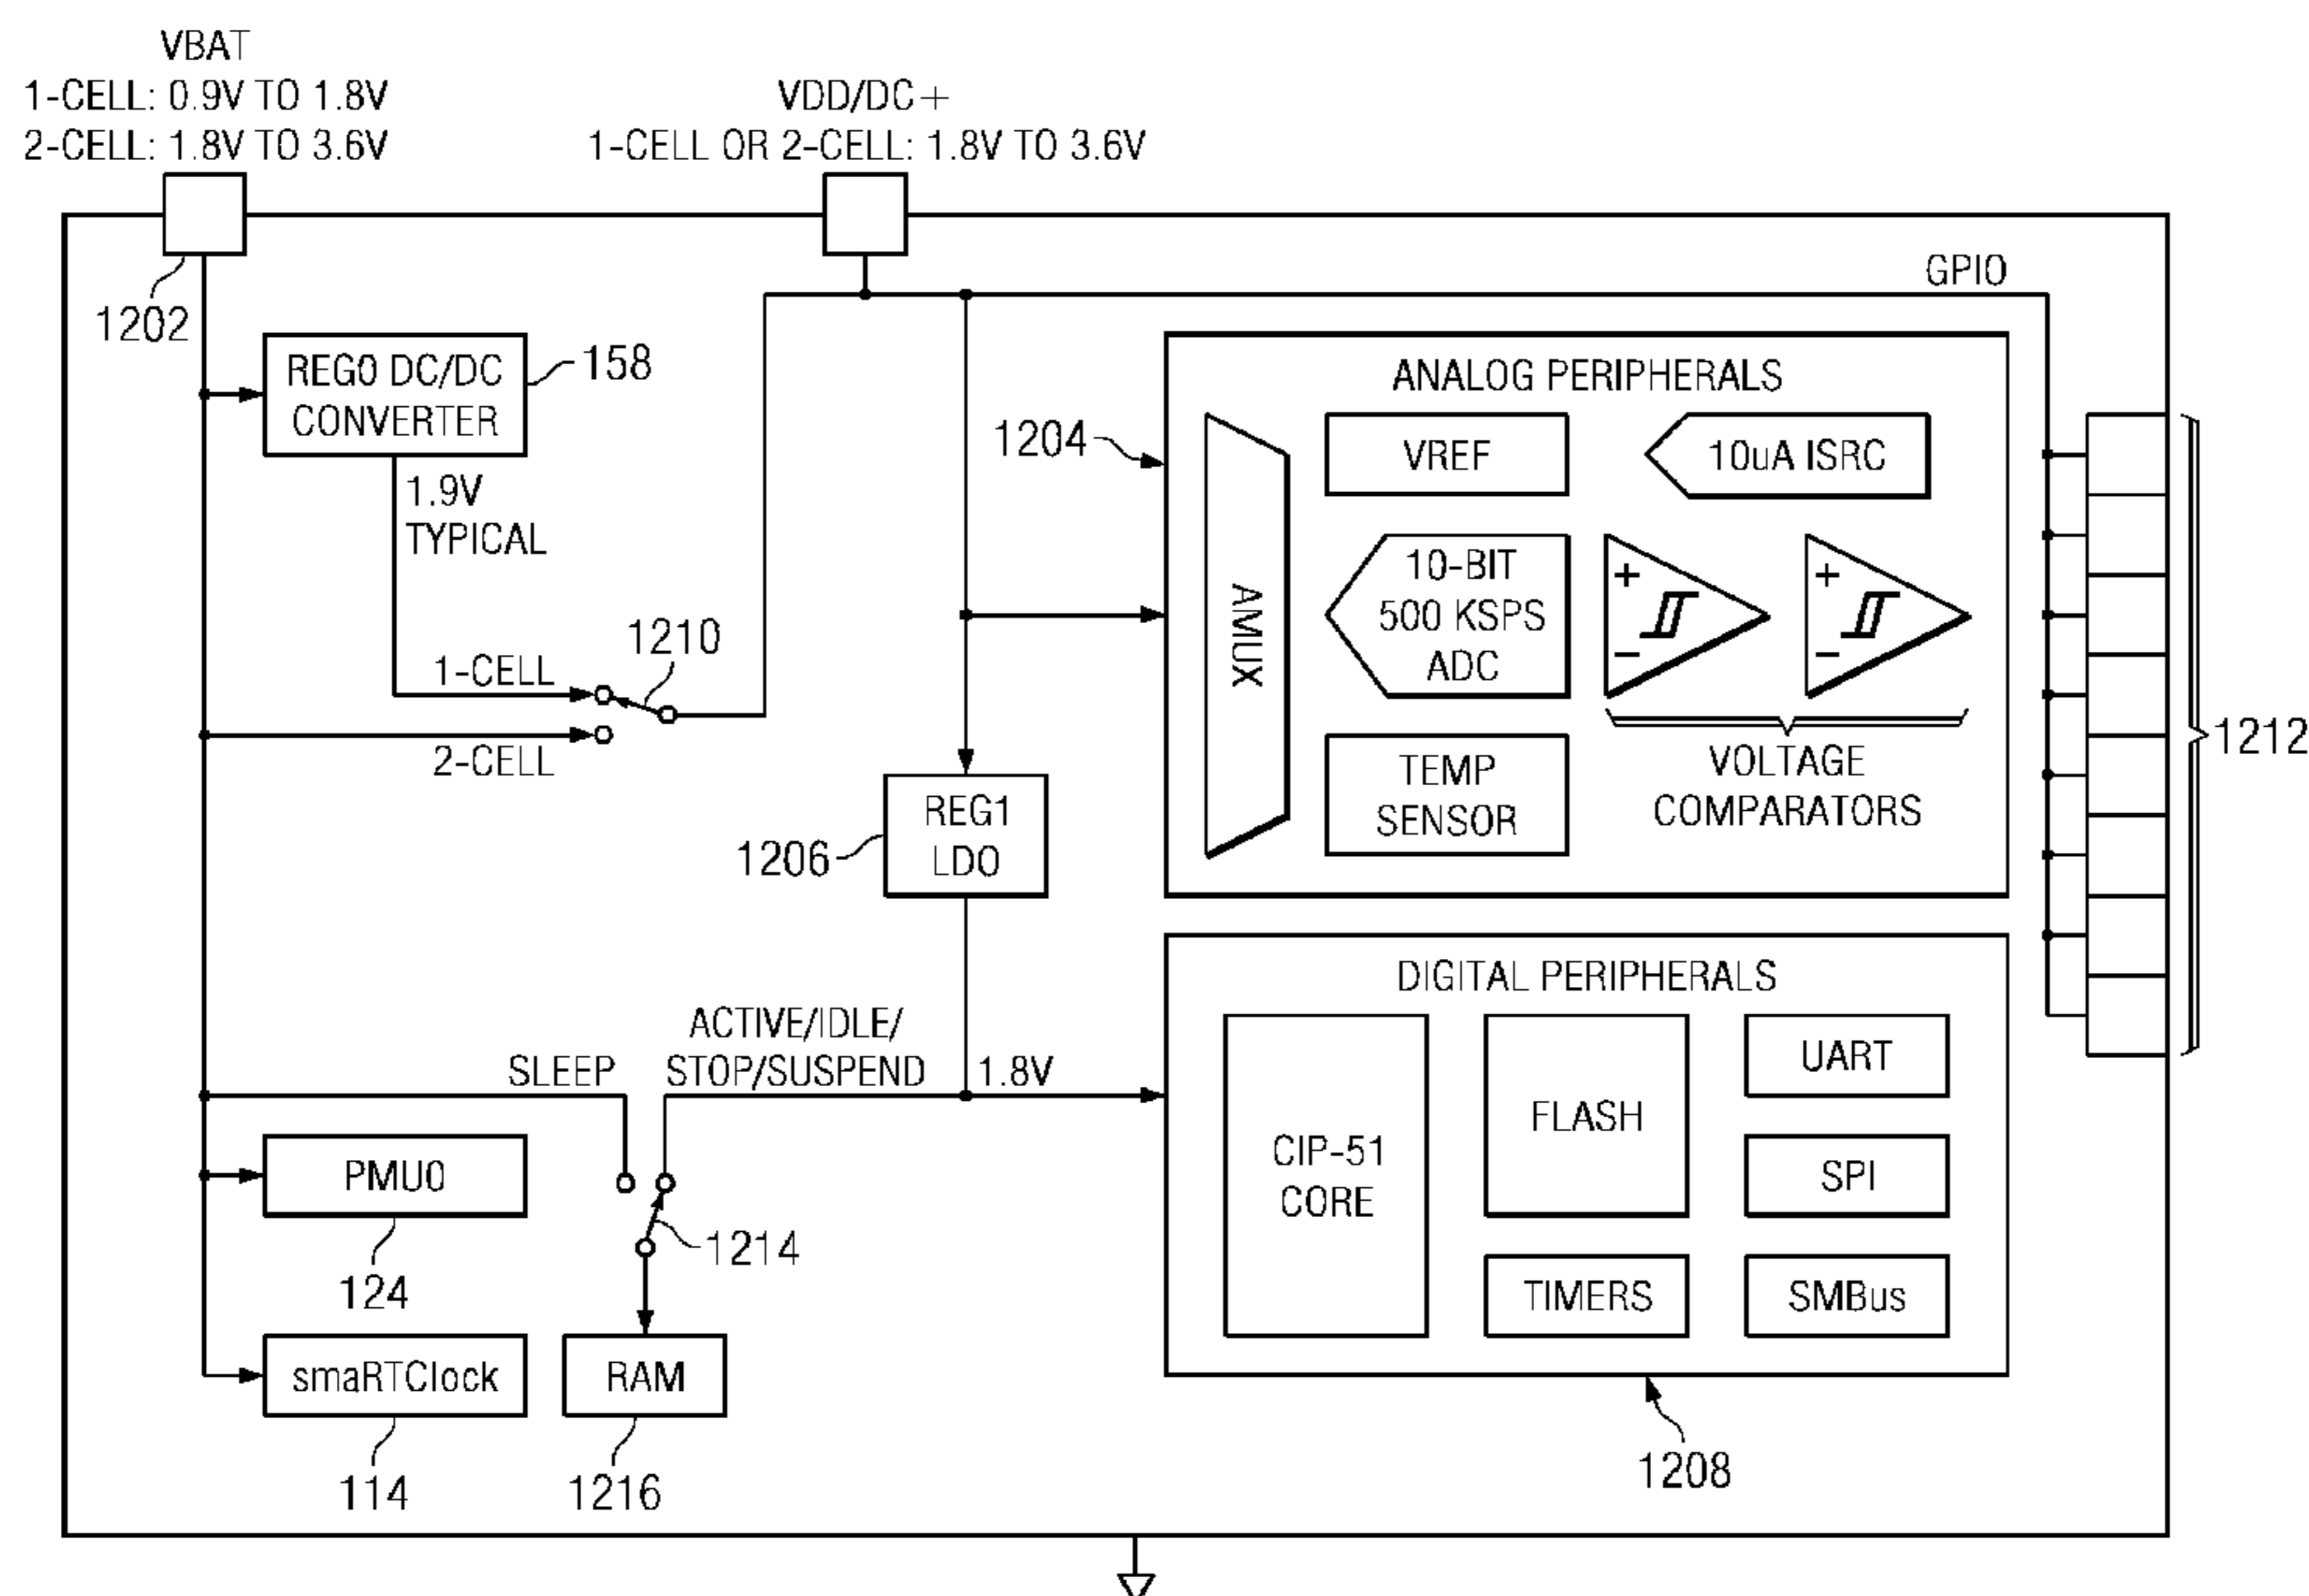 VBAT
1-CELL: 0.9V TO 1.8V
2-CELL: 1.8V TO 3.6V
VDD/DC+
1-CELL OR 2-CELL: 1.8V TO 3.6V
GPIO
1202
REG0 DC/DC
CONVERTER
158
1.9V
TYPICAL
1-CELL
2-CELL
1210
1204
ANALOG PERIPHERALS
AMUX
VREF
10uA ISRC
10-BIT
500 KSPS
ADC
+
-
+
-
TEMP
SENSOR
VOLTAGE
COMPARATORS
1212
REG1
LDO
1206
SLEEP
ACTIVE/IDLE/
STOP/SUSPEND
1.8V
DIGITAL PERIPHERALS
CIP-51
CORE
FLASH
UART
SPI
TIMERS
SMBus
1208
PMU0
124
1214
smaRTClock
114
RAM
1216